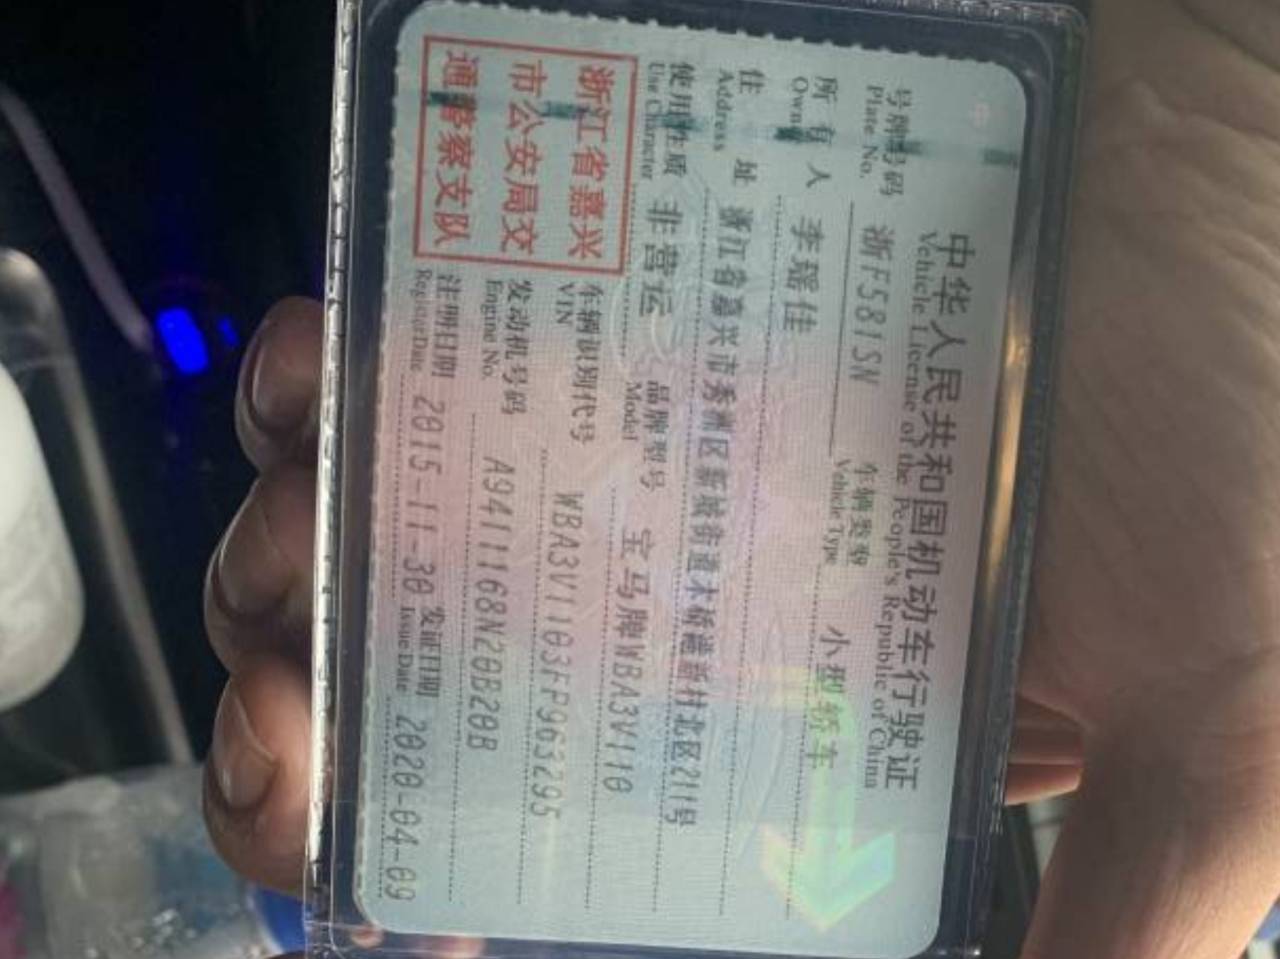 中华人民共和国机动车行驶证
Vehicle License of the People's Republic of China
号牌号码 浙F581SN 车辆类型 小型轿车
Plate No. Vehicle Type
所有人 李瑶佳
Owner
住址 浙江省嘉兴市秀洲区新城街道木桥港新村北区211号
Address
使用性质 非营运 品牌型号 宝马牌WBA3V110
Use Character Model
浙江省嘉兴
市公安局交
通警察支队
车辆识别代号 WBA3V1103FP963295
VIN
发动机号码 A9411168N20B20B
Engine No.
注册日期 2015-11-30 发证日期 2020-04-09
Register Date Issue Date